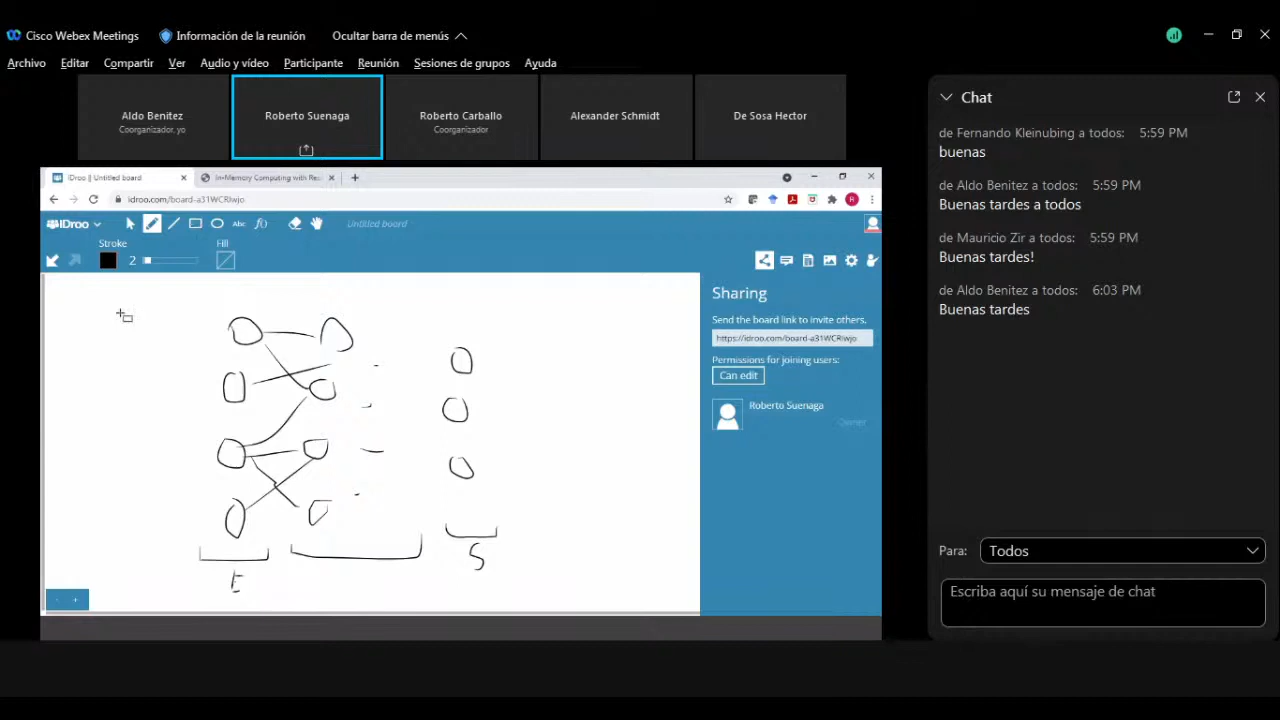 Cisco Webex Meetings
Información de la reunión
Ocultar barra de menús
Archivo Editar Compartir Ver Audio y vídeo Participante Reunión Sesiones de grupos Ayuda
Aldo Benitez
Coorganizador, yo
Roberto Suenaga
Roberto Carballo
Coorganizador
Alexander Schmidt
De Sosa Hector
IDroo || Untitled board
In-Memory Computing with Res
idroo.com/board-a31WCRlwjo
IDroo
Abc
f()
Untitled board
Stroke
2
Fill
Sharing
Send the board link to invite others.
https://idroo.com/board-a31WCRlwjo
Permissions for joining users:
Can edit
Roberto Suenaga
Owner
E
S
Chat
de Fernando Kleinubing a todos: 5:59 PM
buenas
de Aldo Benitez a todos: 5:59 PM
Buenas tardes a todos
de Mauricio Zir a todos: 5:59 PM
Buenas tardes!
de Aldo Benitez a todos: 6:03 PM
Buenas tardes
Para: Todos
Escriba aquí su mensaje de chat